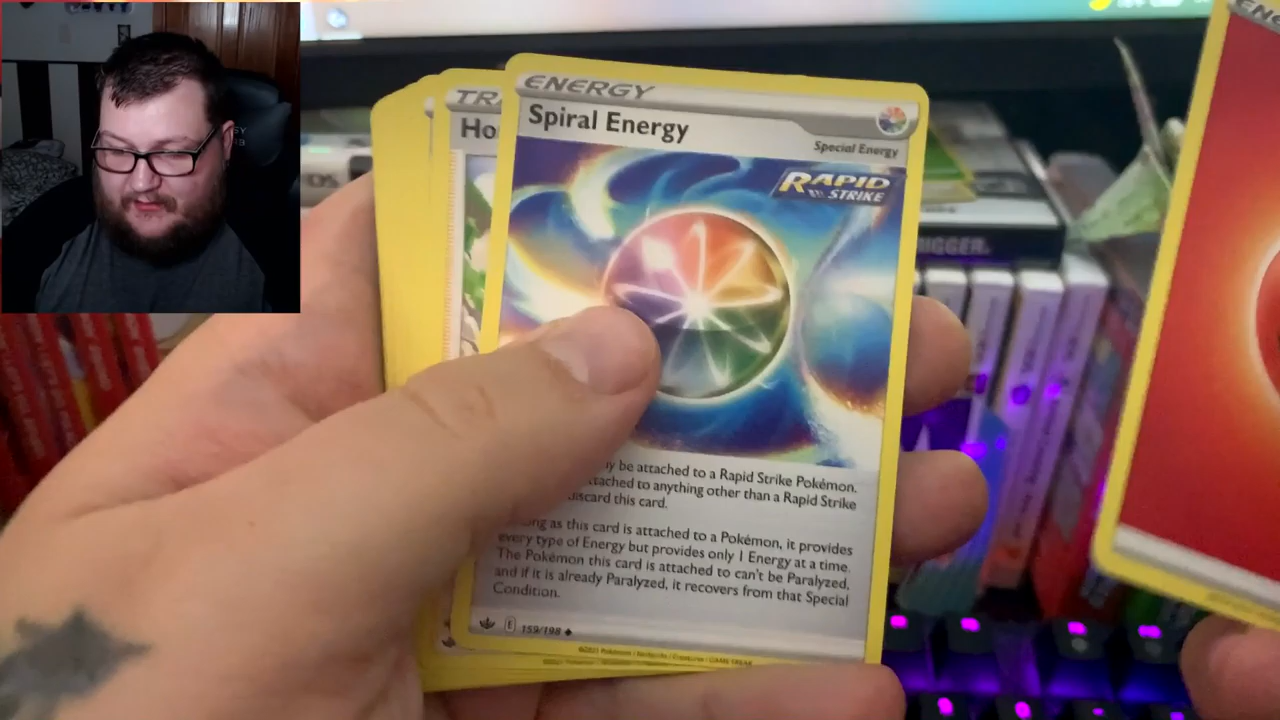 ENERGY
Spiral Energy
Special Energy
RAPID
STRIKE
be attached to a Rapid Strike Pokémon.
to anything other than a Rapid Strike
discard this card.
as this card is attached to a Pokémon, it provides
every type of Energy but provides only 1 Energy at a time.
The Pokémon this card is attached to can't be Paralyzed,
and if it is already Paralyzed, it recovers from that Special
Condition.
E 159/198
TR
Ho